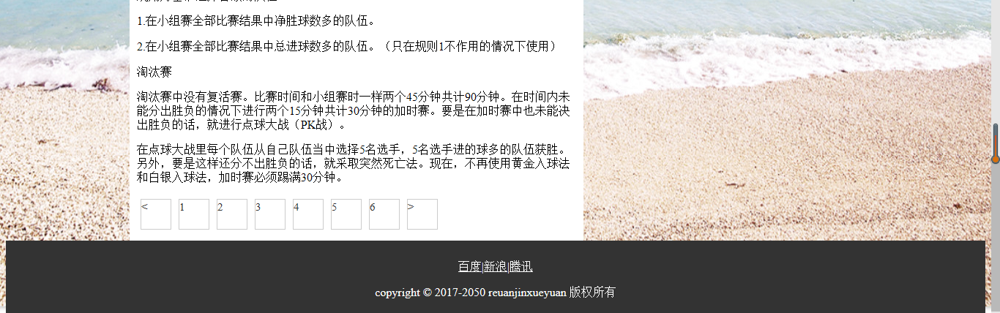 1.在小组赛全部比赛结果中净胜球数多的队伍。
2.在小组赛全部比赛结果中总进球数多的队伍。（只在规则1不作用的情况下使用）
淘汰赛
淘汰赛中没有复活赛。比赛时间和小组赛时一样两个45分钟共计90分钟。在时间内未
能分出胜负的情况下进行两个15分钟共计30分钟的加时赛。要是在加时赛中也未能决
出胜负的话，就进行点球大战（PK战）。
在点球大战里每个队伍从自己队伍当中选择5名选手，5名选手进的球多的队伍获胜。
另外，要是这样还分不出胜负的话，就采取突然死亡法。现在，不再使用黄金入球法
和白银入球法，加时赛必须踢满30分钟。
< 1 2 3 4 5 6 >
百度|新浪|腾讯
copyright © 2017-2050 reuanjinxueyuan 版权所有